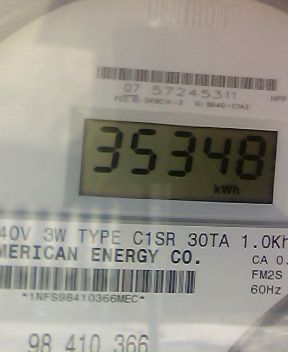 CENTRON
07 57245311
35348
kWh
40V 3W TYPE C1SR 30TA 1.0Kh
MERICAN ENERGY CO.
CA 0.
FM2S
60Hz
*1NFS98410366MEC*
98 410 366